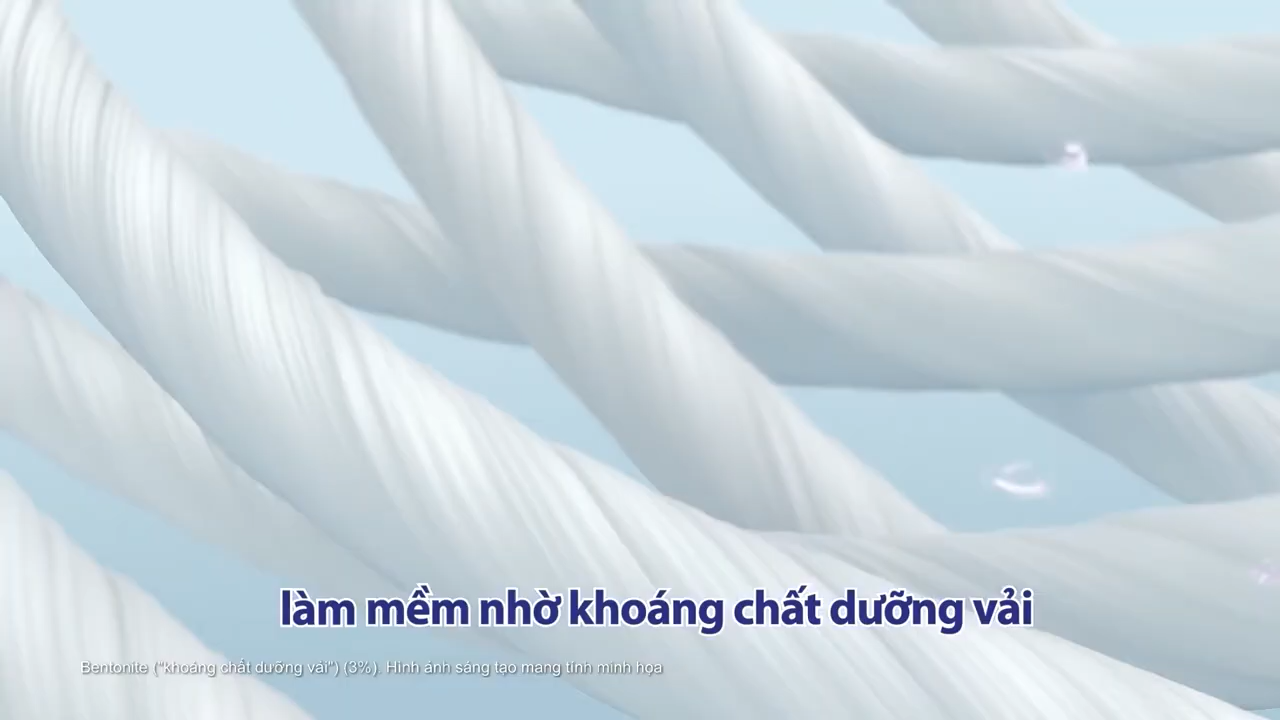 làm mềm nhờ khoáng chất dưỡng vải
Bentonite ("khoáng chất dưỡng vải") (3%). Hình ảnh sáng tạo mang tính minh họa